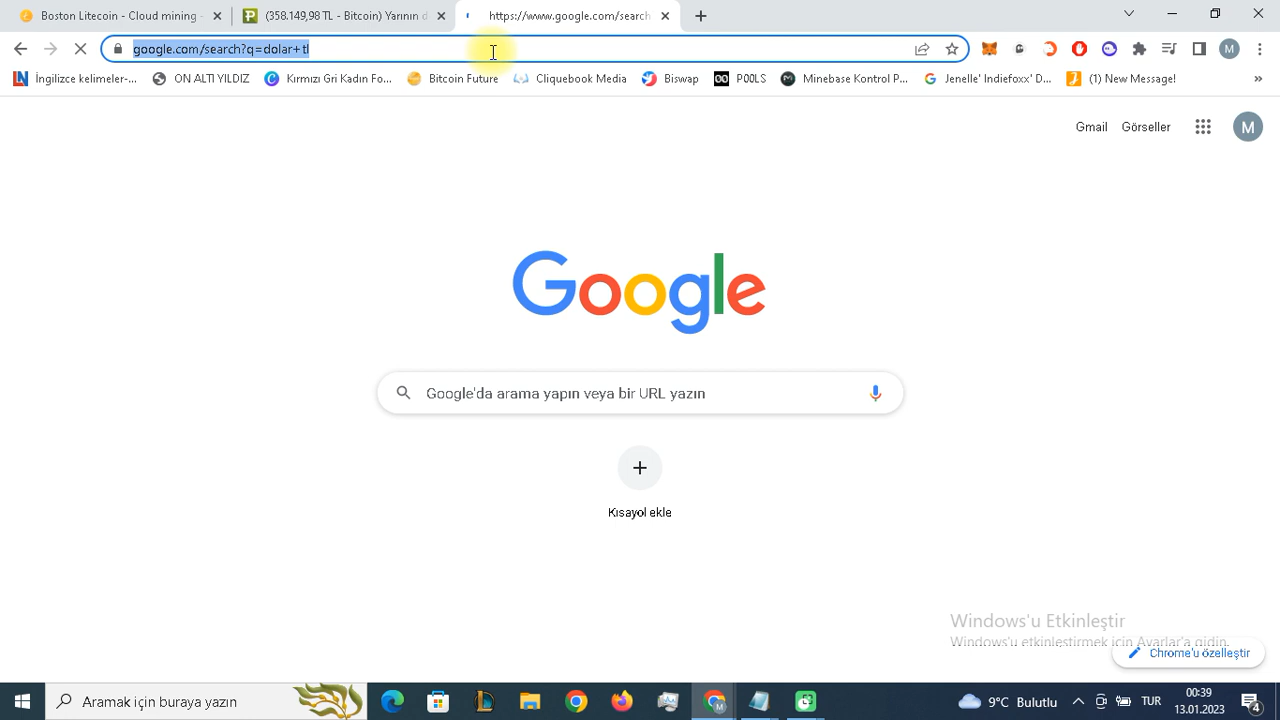 Boston Litecoin - Cloud mining -
(358.149,98 TL - Bitcoin) Yarının d
https://www.google.com/search
google.com/search?q=dolar+tl
LN İngilizce kelimeler-...
ON ALTI YILDIZ
Kırmızı Gri Kadın Fo...
Bitcoin Future
Cliquebook Media
Biswap
P00LS
Minebase Kontrol P...
Jenelle' Indiefoxx' D...
(1) New Message!
»
Gmail
Görseller
M
Google
Google'da arama yapın veya bir URL yazın
Kısayol ekle
Windows'u Etkinleştir
Windows'u etkinleştirmek için Ayarlar'a gidin.
Chrome'u özelleştir
Aramak için buraya yazın
9°C Bulutlu
TUR
00:39
13.01.2023
4